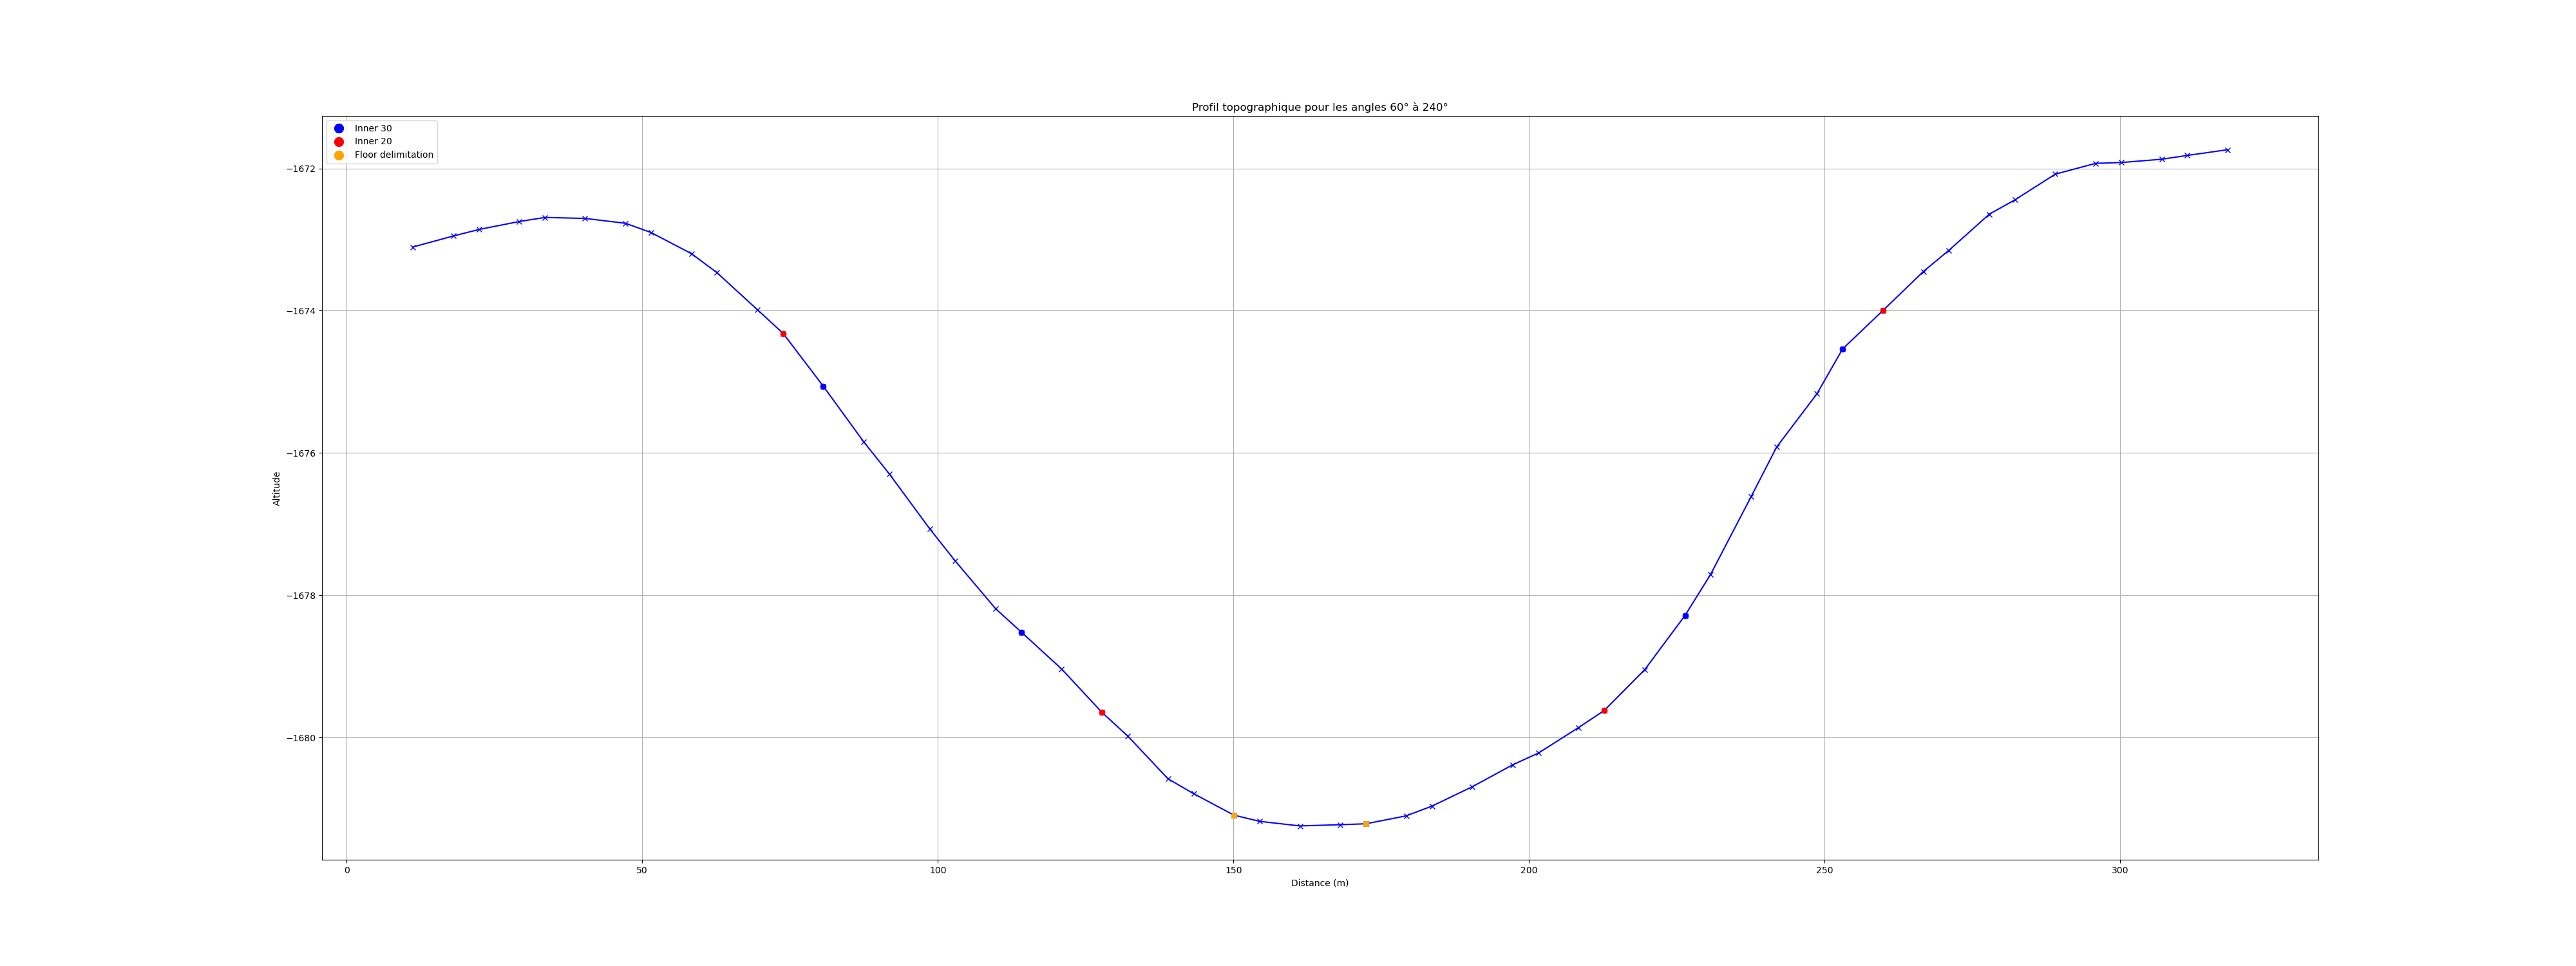 Profil topographique pour les angles 60° à 240°
Inner 30
Inner 20
Floor delimitation
−1672
−1674
−1676
−1678
−1680
Altitude
0 50 100 150 200 250 300
Distance (m)